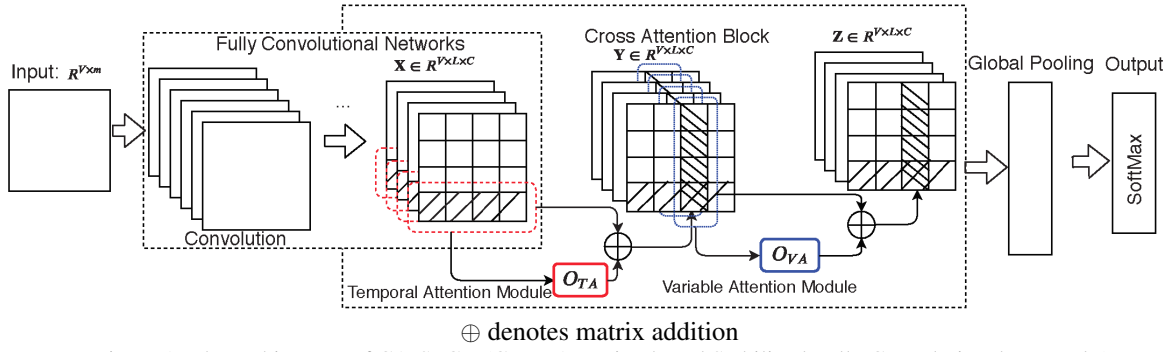 Fully Convolutional Networks
Input: R^{V×m}
X ∈ R^{V×L×C}
...
Convolution
Cross Attention Block
Y ∈ R^{V×L×C}
Z ∈ R^{V×L×C}
Temporal Attention Module
O_{TA}
O_{VA}
Variable Attention Module
Global Pooling
Output
SoftMax
⊕ denotes matrix addition